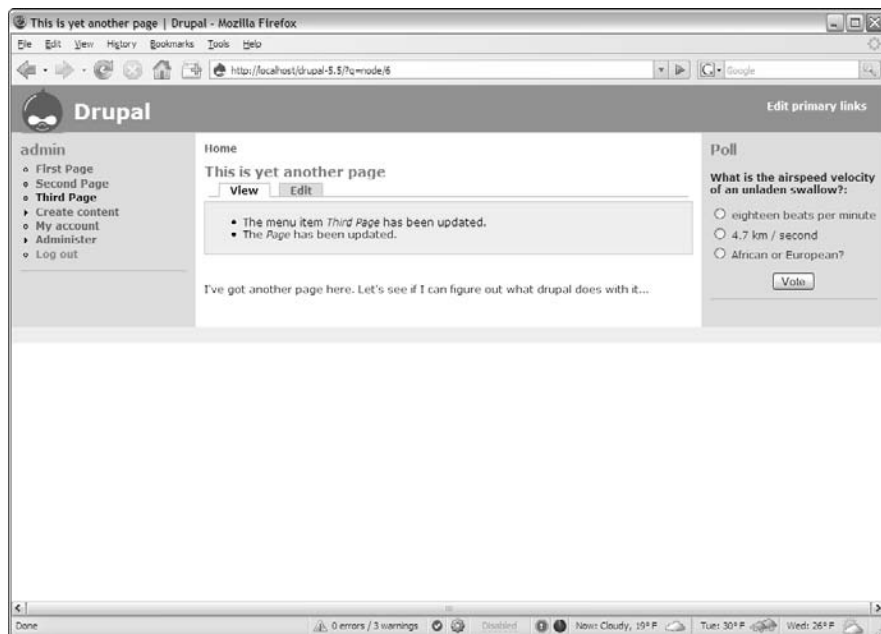 This is yet another page | Drupal - Mozilla Firefox
File Edit View History Bookmarks Tools Help
http://localhost/drupal-5.5/?q=node/6
Google
Drupal
Edit primary links
admin
First Page
Second Page
Third Page
Create content
My account
Administer
Log out
Home
This is yet another page
View Edit
The menu item Third Page has been updated.
The Page has been updated.
I've got another page here. Let's see if I can figure out what drupal does with it...
Poll
What is the airspeed velocity
of an unladen swallow?:
eighteen beats per minute
4.7 km / second
African or European?
Vote
Done
0 errors / 3 warnings
Disabled
Now: Cloudy, 19° F
Tue: 30° F
Wed: 26° F